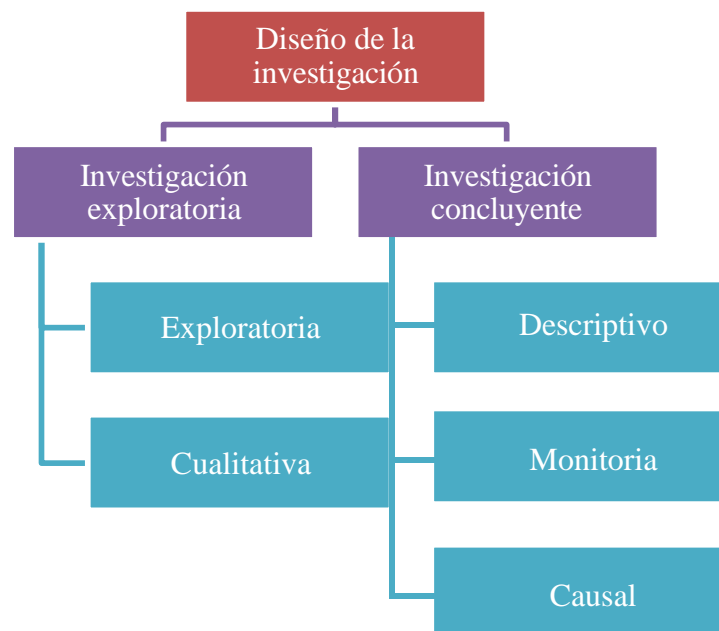 Diseño de la
investigación
Investigación
exploratoria
Investigación
concluyente
Exploratoria
Descriptivo
Cualitativa
Monitoria
Causal